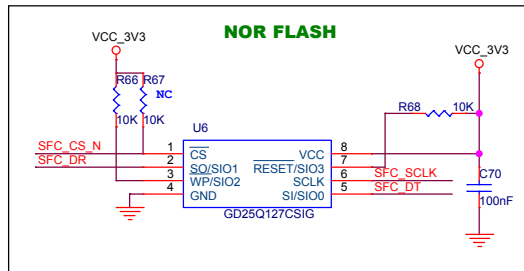 NOR FLASH
VCC_3V3
VCC_3V3
R66
R67
NC
10K
10K
R68
10K
U6
SFC_CS_N
1
CS
VCC
8
SFC_DR
2
SO/SIO1
RESET/SIO3
7
3
WP/SIO2
SCLK
6
SFC_SCLK
4
GND
SI/SIO0
5
SFC_DT
GD25Q127CSIG
C70
100nF